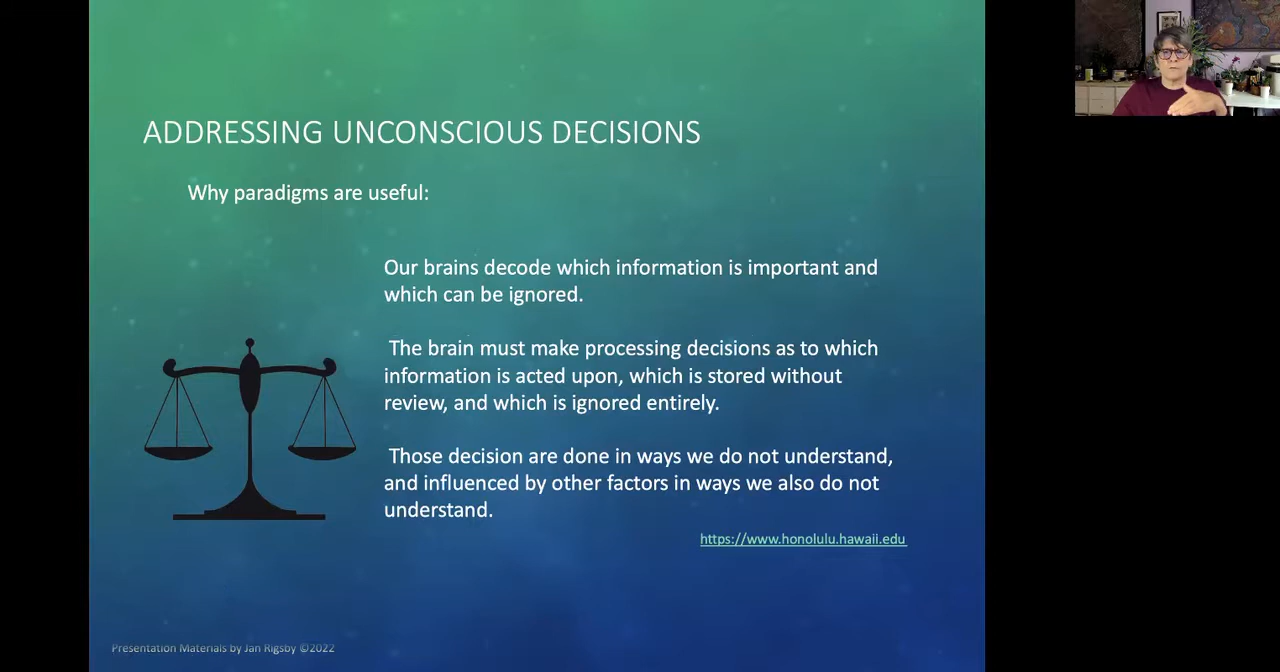 ADDRESSING UNCONSCIOUS DECISIONS
Why paradigms are useful:
Our brains decode which information is important and
which can be ignored.
The brain must make processing decisions as to which
information is acted upon, which is stored without
review, and which is ignored entirely.
Those decision are done in ways we do not understand,
and influenced by other factors in ways we also do not
understand.
https://www.honolulu.hawaii.edu
Presentation Materials by Jan Rigsby ©2022